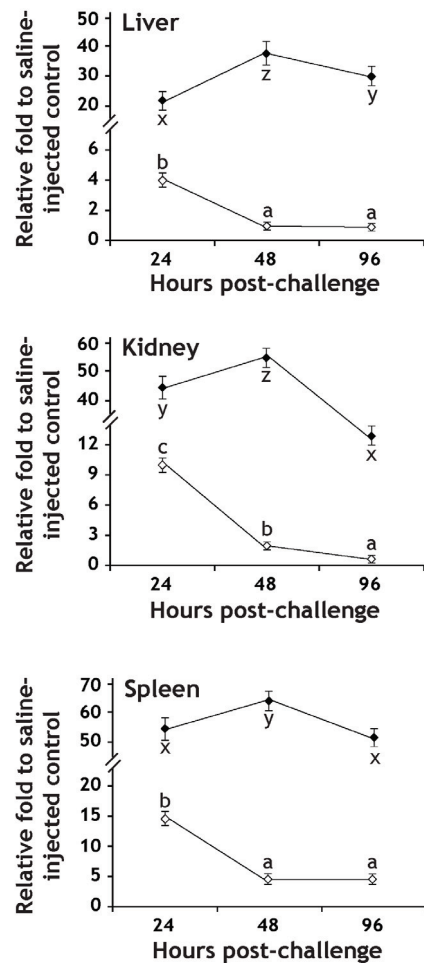 Liver
Relative fold to saline-
injected control
50
40
30
20
6
4
2
0
x
z
y
b
a
a
24 48 96
Hours post-challenge
Kidney
Relative fold to saline-
injected control
60
50
40
12
9
6
3
0
y
z
x
c
b
a
24 48 96
Hours post-challenge
Spleen
Relative fold to saline-
injected control
70
60
50
20
15
10
5
0
x
y
x
b
a
a
24 48 96
Hours post-challenge